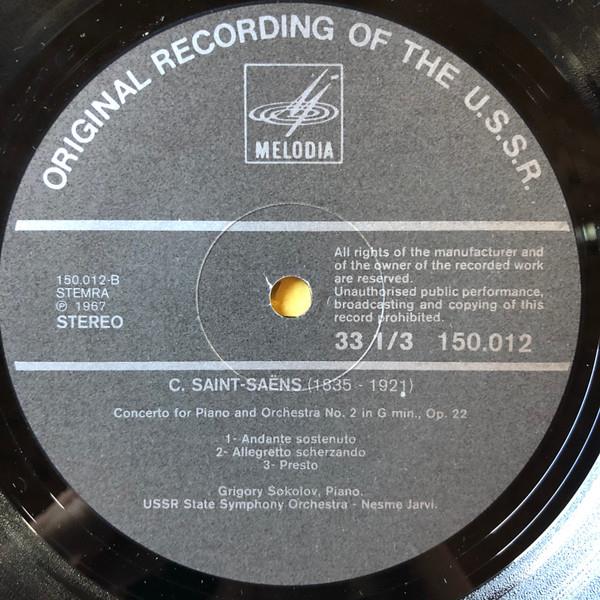 ORIGINAL RECORDING OF THE U.S.S.R.
MELODIA
150.012-B
STEMRA
℗ 1967
STEREO
All rights of the manufacturer and
of the owner of the recorded work
are reserved.
Unauthorised public performance,
broadcasting and copying of this
record prohibited.
33 1/3 150.012
C. SAINT-SAËNS (1835 - 1921)
Concerto for Piano and Orchestra No. 2 in G min., Op. 22
1- Andante sostenuto
2- Allegretto scherzando
3- Presto
Grigory Sokolov, Piano.
USSR State Symphony Orchestra - Nesme Jarvi.